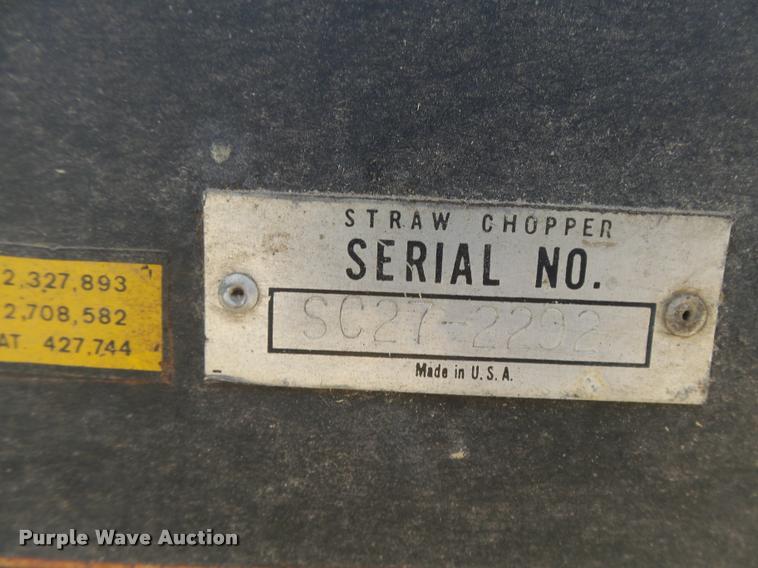 STRAW CHOPPER
SERIAL NO.
SC27-2292
Made in U.S.A.
2,327,893
2,708,582
AT. 427,744
Purple Wave Auction